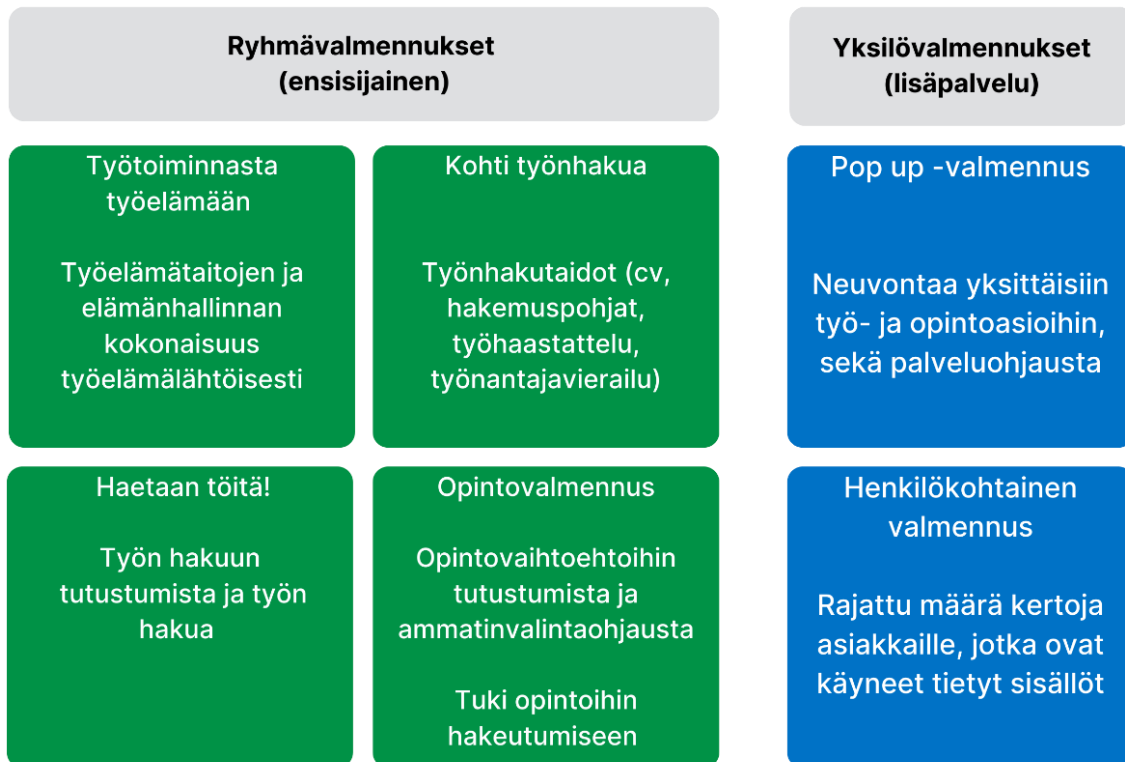 Ryhmävalmennukset
(ensisijainen)
Yksilövalmennukset
(lisäpalvelu)
Työtoiminnasta
työelämään
Työelämätaitojen ja
elämänhallinnan
kokonaisuus
työelämälähtöisesti
Kohti työnhakua
Työnhakutaidot (cv,
hakemuspohjat,
työhaastattelu,
työnantajavierailu)
Pop up -valmennus
Neuvontaa yksittäisiin
työ- ja opintoasioihin,
sekä palveluohjausta
Haetaan töitä!
Työn hakuun
tutustumista ja työn
hakua
Opintovalmennus
Opintovaihtoehtoihin
tutustumista ja
ammatinvalintaohjausta
Tuki opintoihin
hakeutumiseen
Henkilökohtainen
valmennus
Rajattu määrä kertoja
asiakkaille, jotka ovat
käyneet tietyt sisällöt